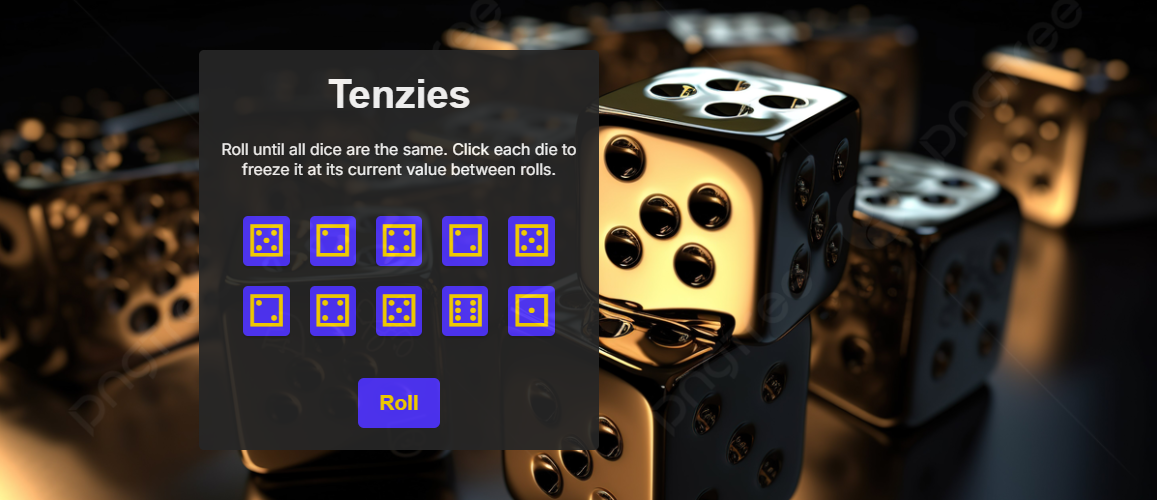 Tenzies
Roll until all dice are the same. Click each die to
freeze it at its current value between rolls.
Roll
pngtree